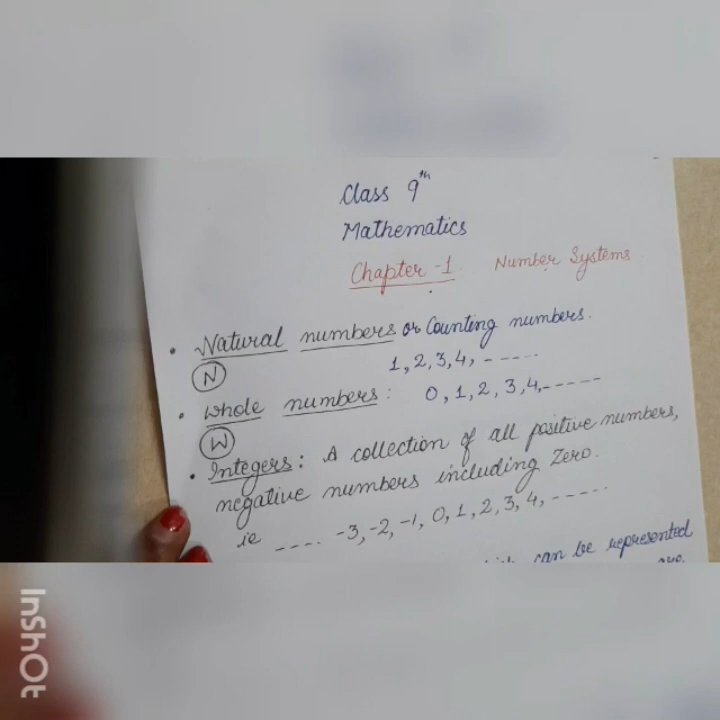 Class 9th
Mathematics
Chapter-1 Number Systems
• Natural numbers or Counting numbers.
N
1, 2, 3, 4, -----
• Whole numbers: 0, 1, 2, 3, 4, -----
W
• Integers: A collection of all positive numbers,
negative numbers including Zero.
ie ---- -3, -2, -1, 0, 1, 2, 3, 4, -----
can be represented
InShOt